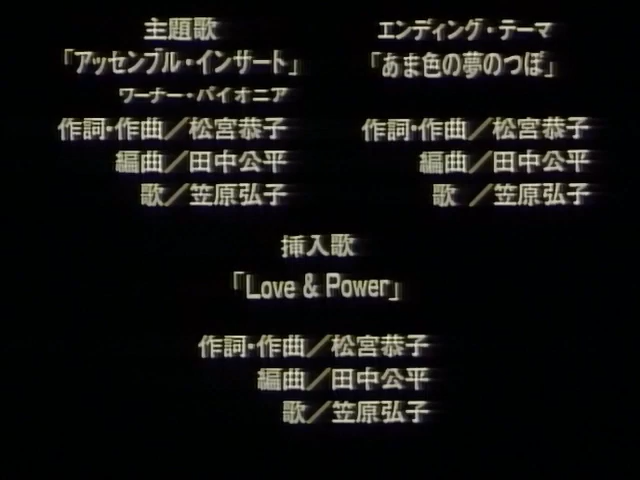 主題歌
「アッセンブル・インサート」
ワーナー・パイオニア
作詞・作曲／松宮恭子
編曲／田中公平
歌／笠原弘子
エンディング・テーマ
「あま色の夢のつぼ」
作詞・作曲／松宮恭子
編曲／田中公平
歌 ／笠原弘子
挿入歌
「Love & Power」
作詞・作曲／松宮恭子
編曲／田中公平
歌／笠原弘子